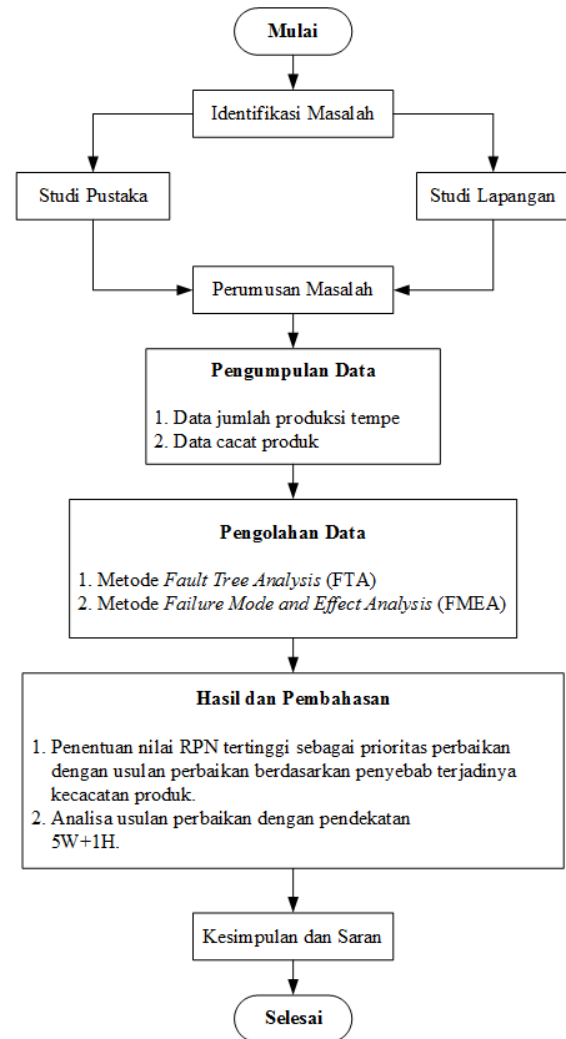 Mulai
Identifikasi Masalah
Studi Pustaka
Studi Lapangan
Perumusan Masalah
Pengumpulan Data
1. Data jumlah produksi tempe
2. Data cacat produk
Pengolahan Data
1. Metode Fault Tree Analysis (FTA)
2. Metode Failure Mode and Effect Analysis (FMEA)
Hasil dan Pembahasan
1. Penentuan nilai RPN tertinggi sebagai prioritas perbaikan
dengan usulan perbaikan berdasarkan penyebab terjadinya
kecacatan produk.
2. Analisa usulan perbaikan dengan pendekatan
5W+1H.
Kesimpulan dan Saran
Selesai